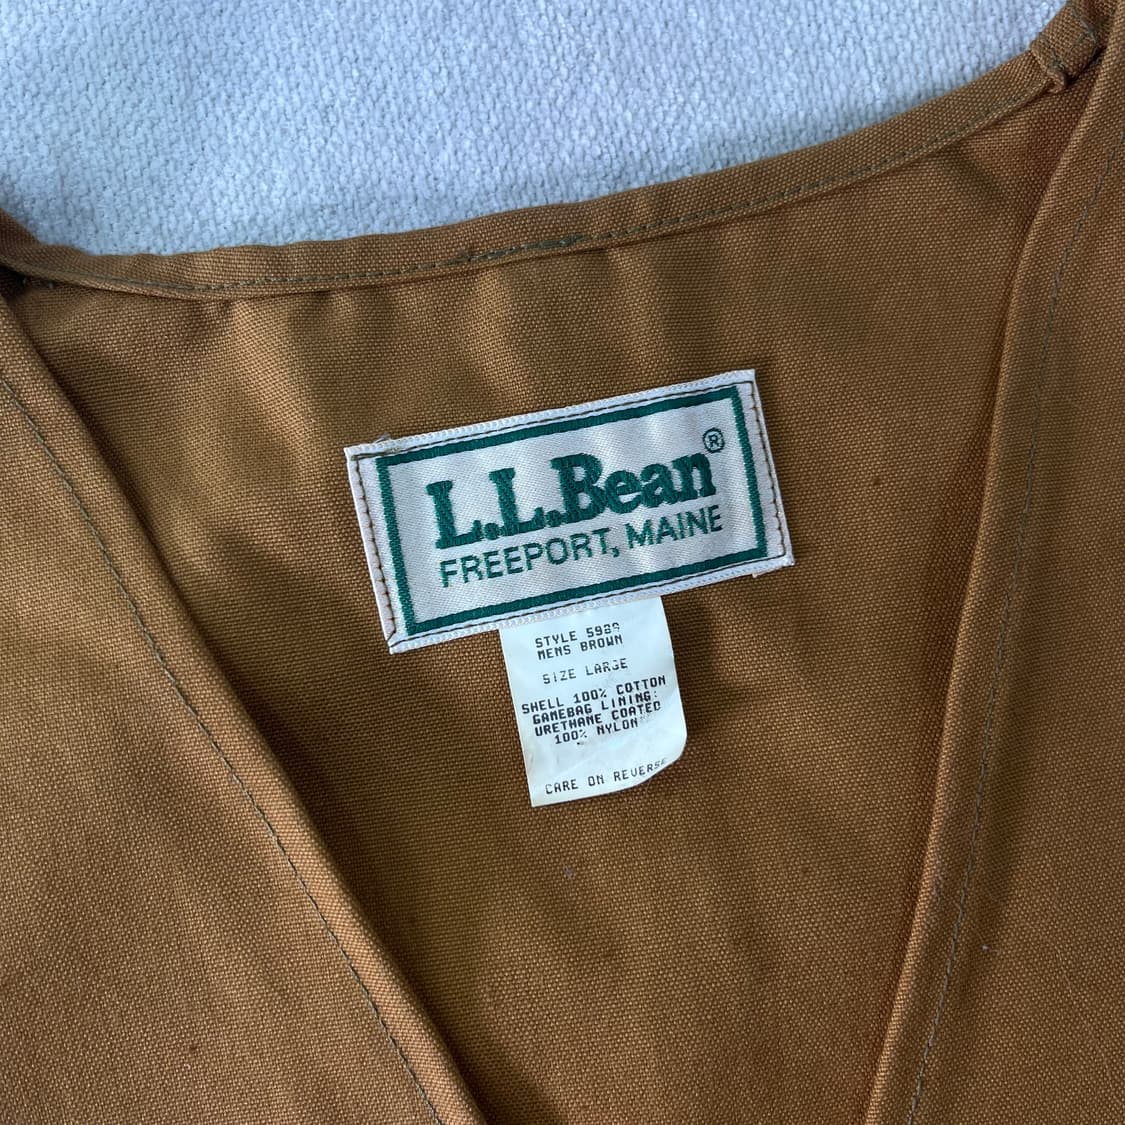 L.L.Bean®
FREEPORT, MAINE
STYLE
MENS BROWN
SIZE LARGE
SHELL 100% COTTON
GAMEBAG LINING:
URETHANE COATED
100% NYLON
CARE ON REVERSE